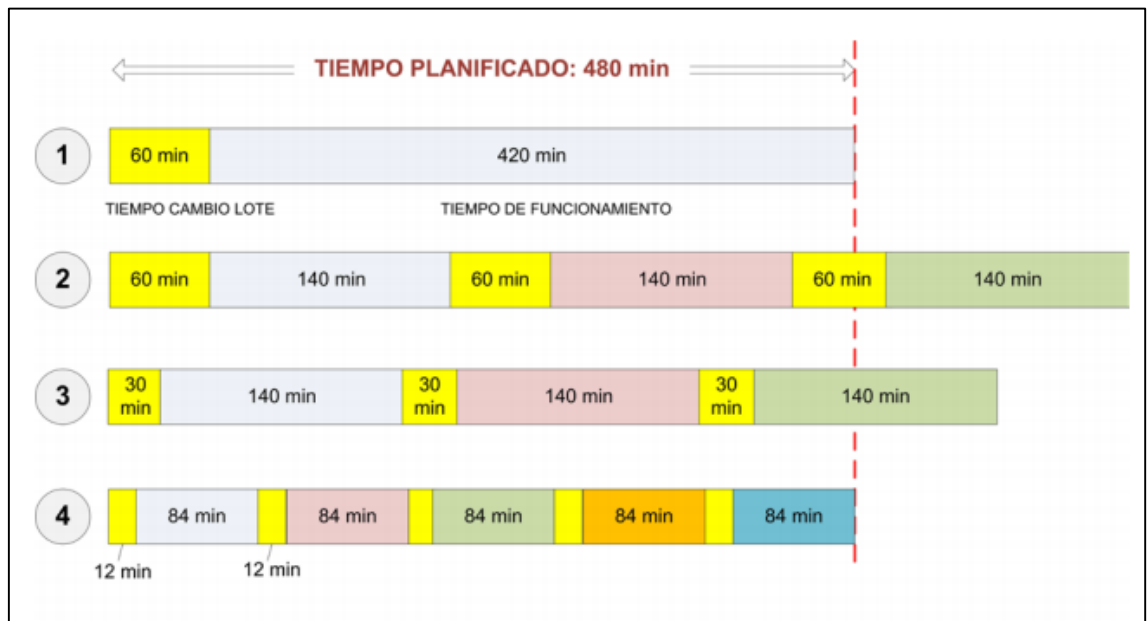 TIEMPO PLANIFICADO: 480 min
1
60 min
420 min
TIEMPO CAMBIO LOTE
TIEMPO DE FUNCIONAMIENTO
2
60 min
140 min
60 min
140 min
60 min
140 min
3
30
min
140 min
30
min
140 min
30
min
140 min
4
84 min
84 min
84 min
84 min
84 min
12 min
12 min